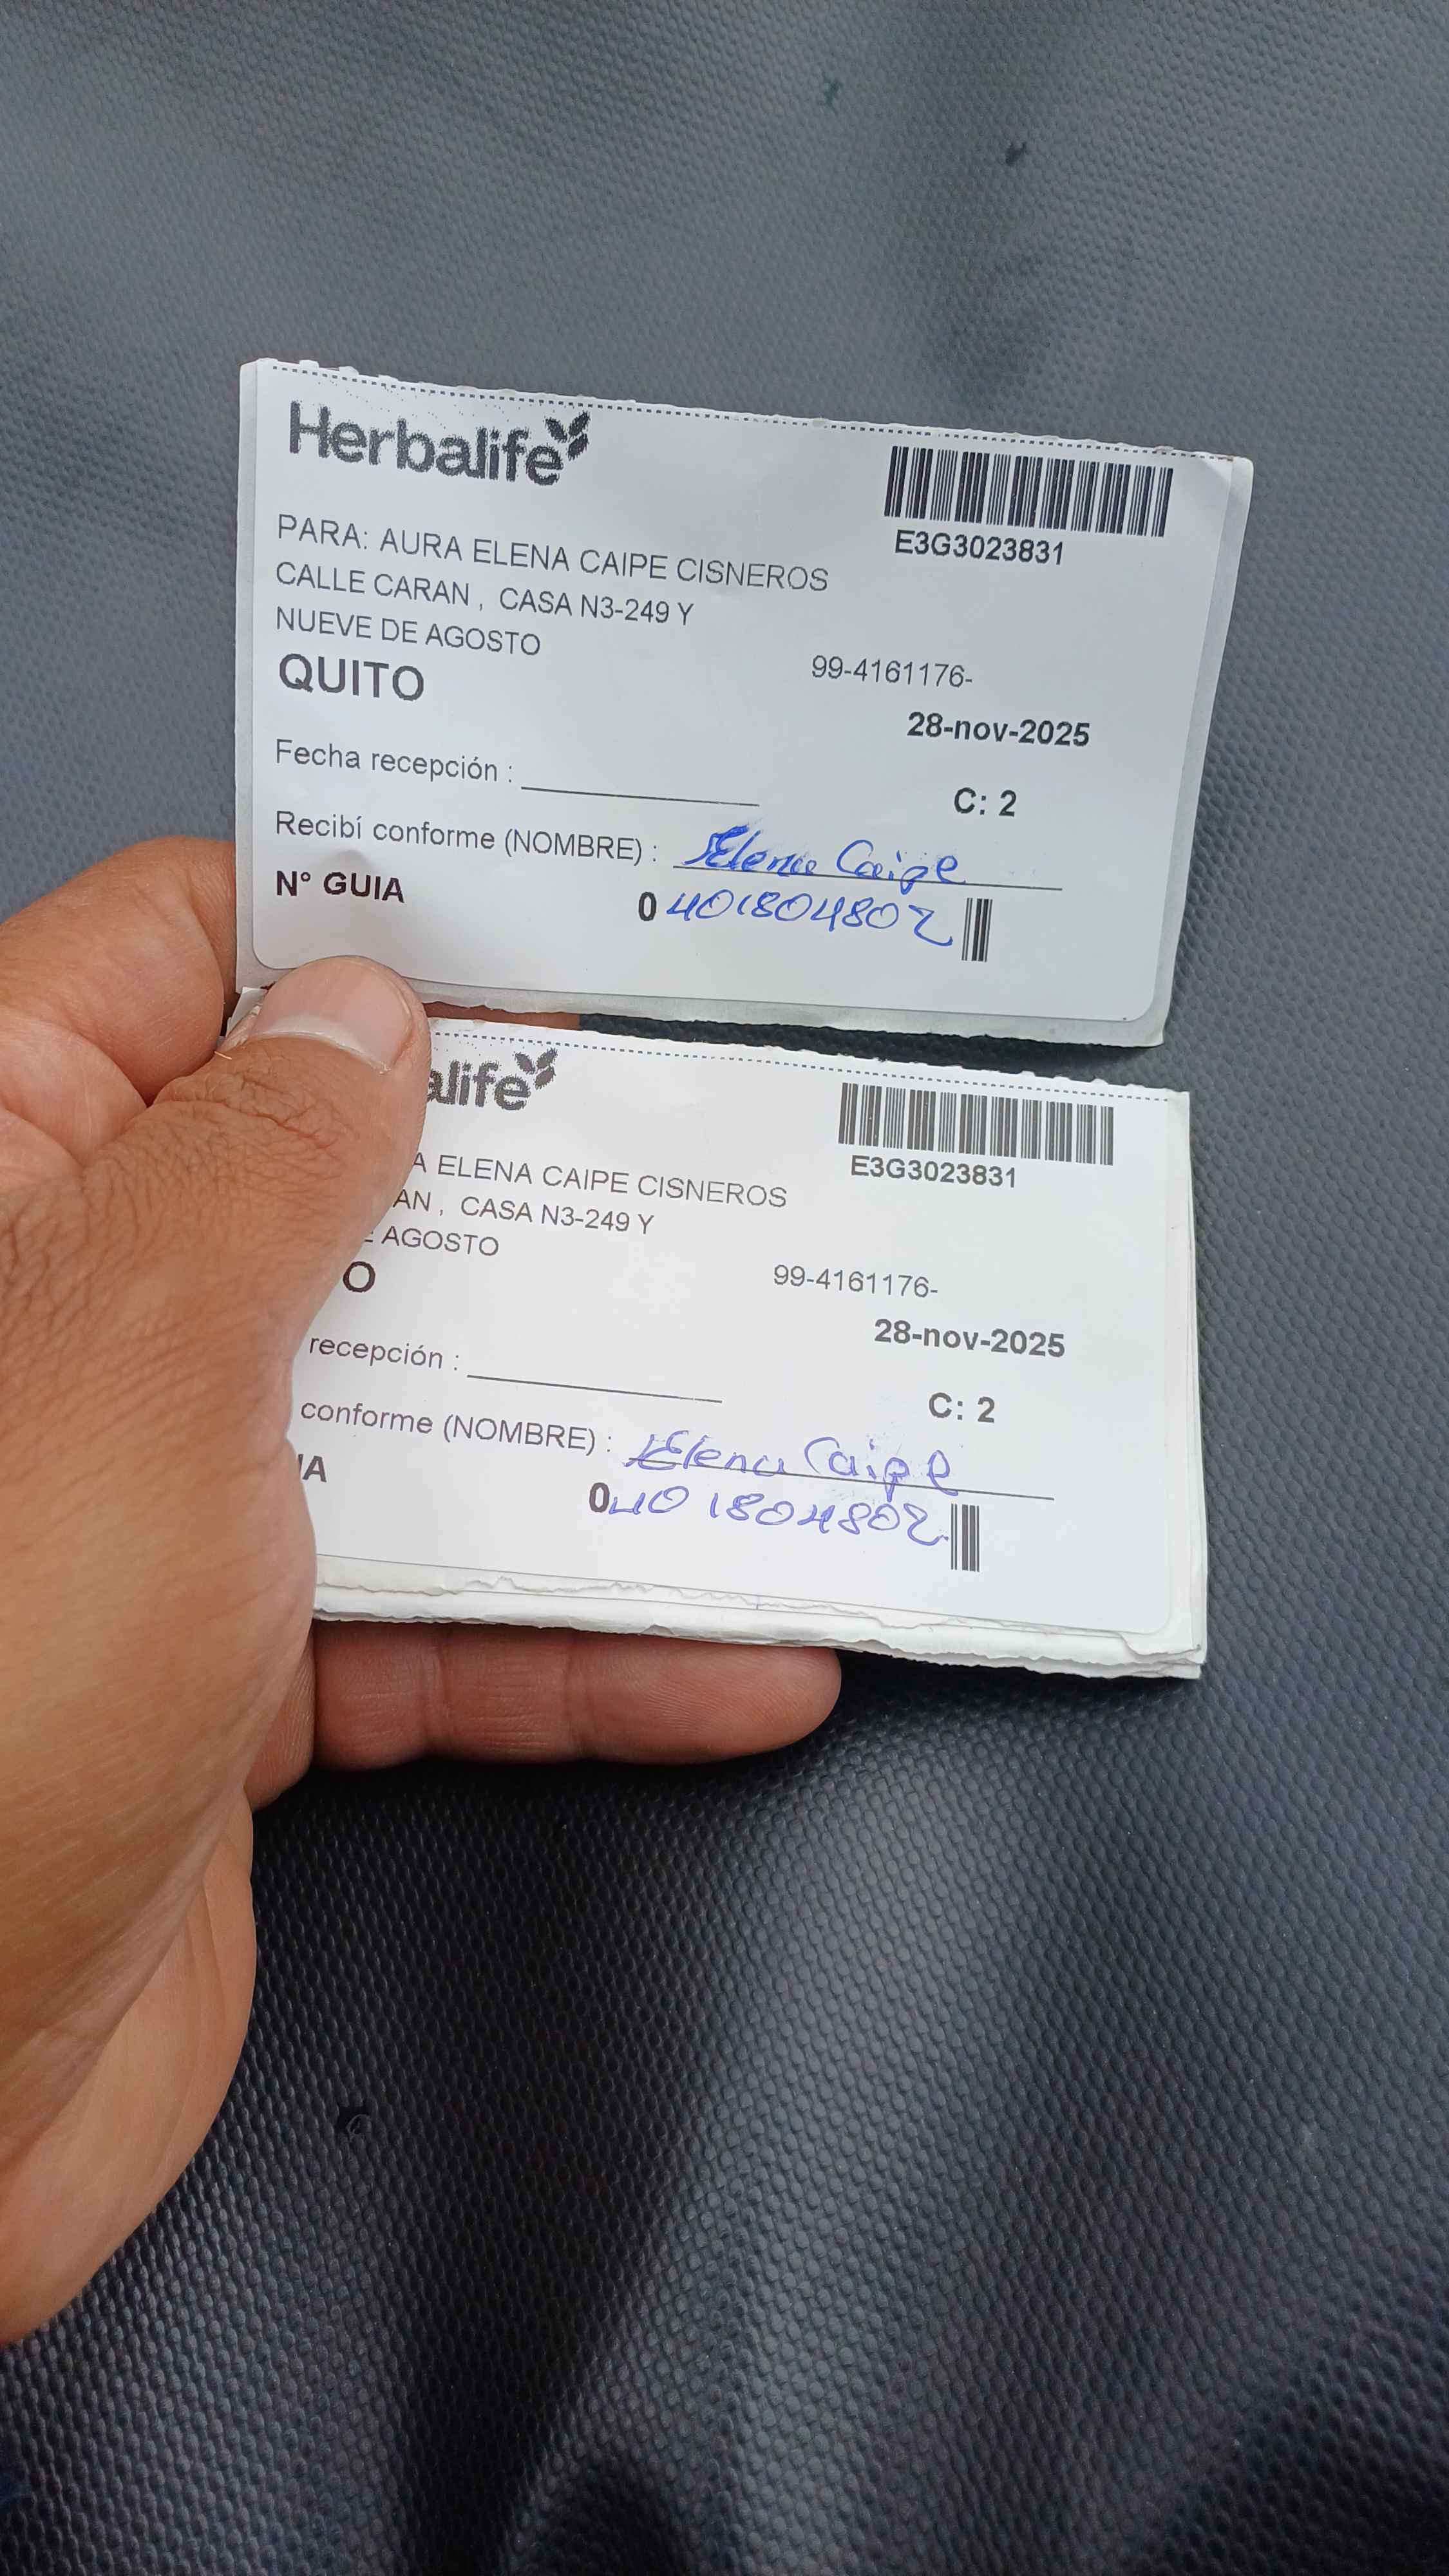 Herbalife
E3G3023831
PARA: AURA ELENA CAIPE CISNEROS
CALLE CARAN , CASA N3-249 Y
NUEVE DE AGOSTO
QUITO
99-4161176-
28-nov-2025
Fecha recepción :
C: 2
Recibí conforme (NOMBRE) : Elena Caipe
N° GUIA
0 401804802
alife
E3G3023831
A ELENA CAIPE CISNEROS
AN , CASA N3-249 Y
E AGOSTO
O
99-4161176-
28-nov-2025
recepción :
C: 2
conforme (NOMBRE) : Elena Caipe
IA
0401804802